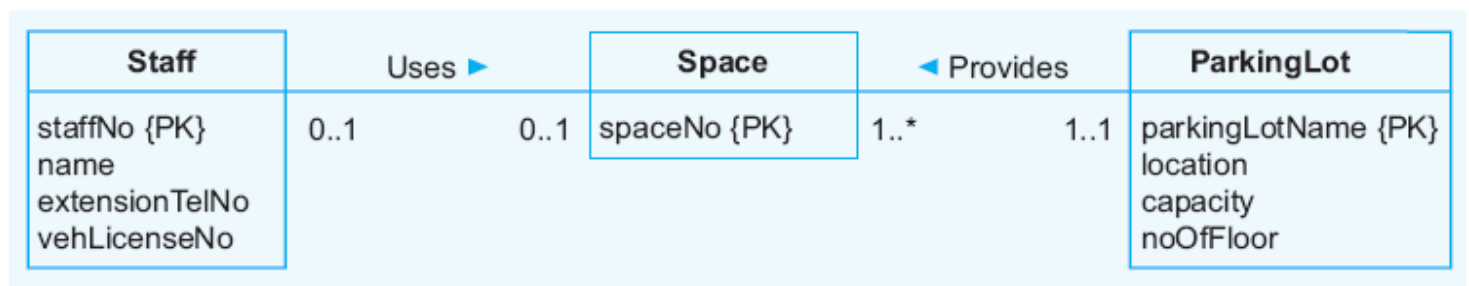 Staff
Uses ►
Space
◄ Provides
ParkingLot
staffNo {PK}
name
extensionTelNo
vehLicenseNo
0..1
0..1
spaceNo {PK}
1..*
1..1
parkingLotName {PK}
location
capacity
noOfFloor